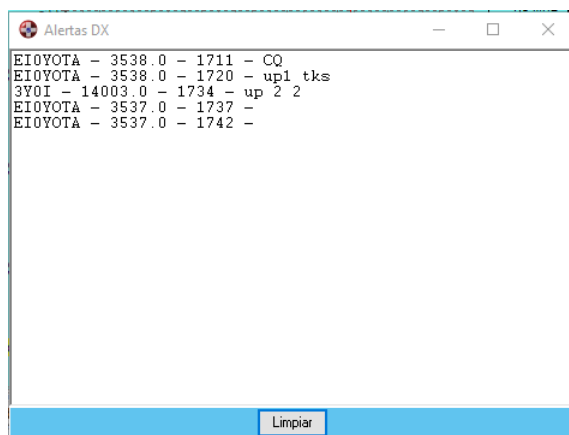 Alertas DX
EI0YOTA - 3538.0 - 1711 - CQ
EI0YOTA - 3538.0 - 1720 - up1 tks
3Y0I - 14003.0 - 1734 - up 2 2
EI0YOTA - 3537.0 - 1737 -
EI0YOTA - 3537.0 - 1742 -
Limpiar